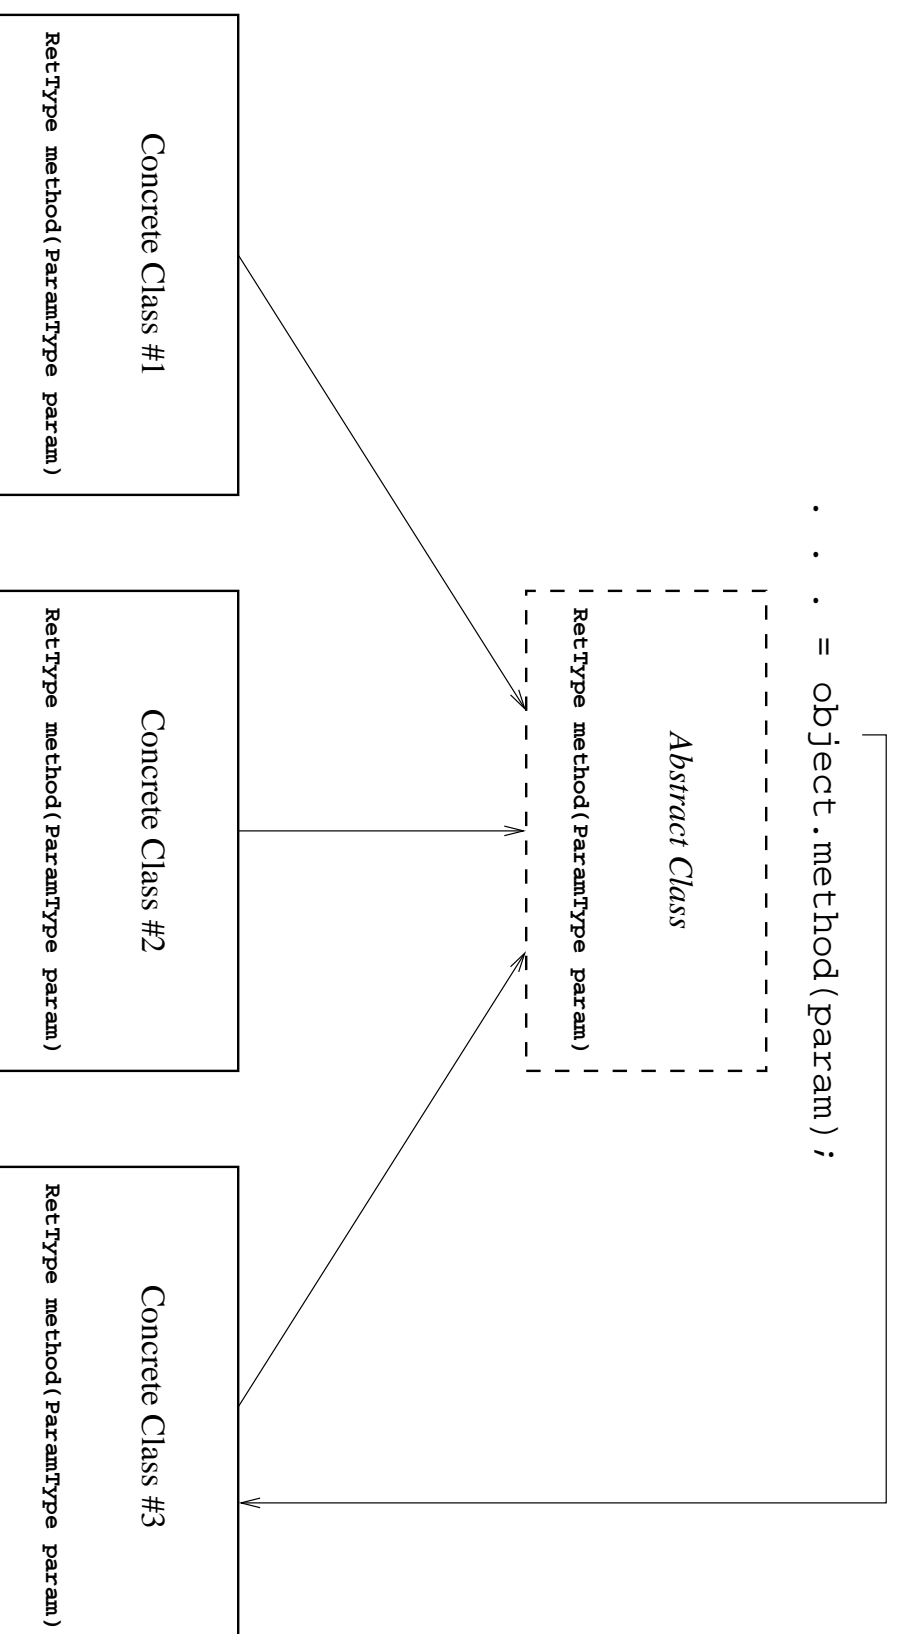 . . . = object.method(param);
Abstract Class
RetType method(ParamType param)
Concrete Class #1
RetType method(ParamType param)
Concrete Class #2
RetType method(ParamType param)
Concrete Class #3
RetType method(ParamType param)